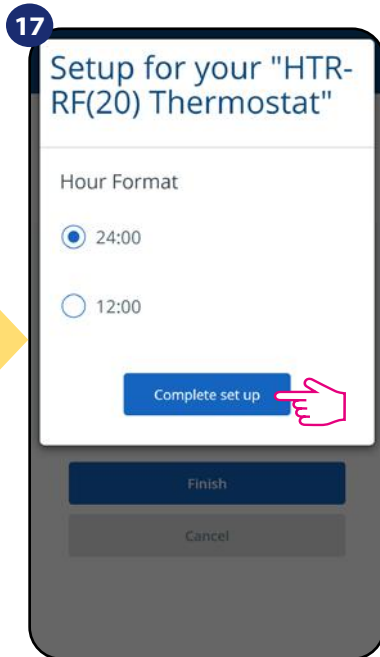 17
Setup for your "HTR-
RF(20) Thermostat"
Hour Format
24:00
12:00
Complete set up
Finish
Cancel